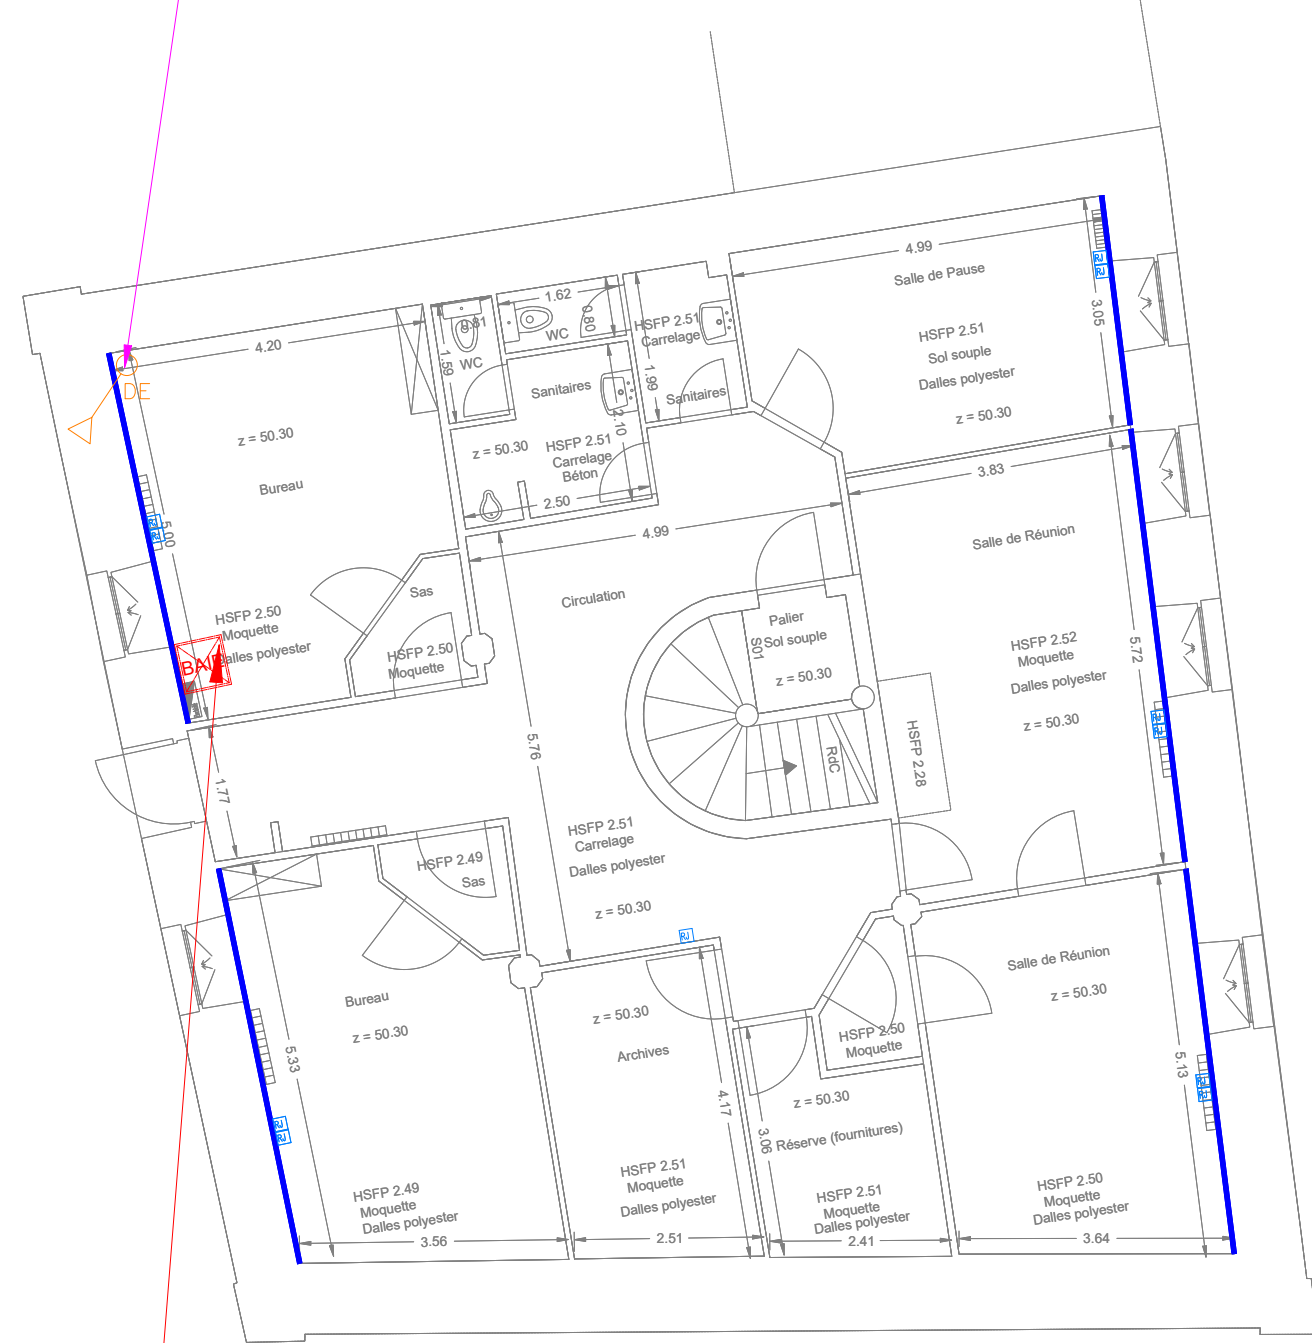 4.99
Salle de Pause
3.05
HSFP 2.51
Sol souple
Dalles polyester
z = 50.30
1.62
0.80
0.81
WC
WC
1.59
HSFP 2.51
Carrelage
1.99
Sanitaires
4.20
DE
z = 50.30
Bureau
5.00
HSFP 2.50
Moquette
Dalles polyester
Sanitaires
2.10
z = 50.30
HSFP 2.51
Carrelage
Béton
2.50
4.99
3.83
Salle de Réunion
Sas
HSFP 2.50
Moquette
Circulation
Palier
Sol souple
S01
z = 50.30
HSFP 2.52
Moquette
Dalles polyester
z = 50.30
5.72
5.76
RdC
HSFP 2.28
1.77
HSFP 2.51
Carrelage
Dalles polyester
z = 50.30
HSFP 2.49
Sas
RJ
Bureau
z = 50.30
5.33
z = 50.30
Archives
Salle de Réunion
z = 50.30
HSFP 2.50
Moquette
5.13
4.17
3.06
z = 50.30
Réserve (fournitures)
HSFP 2.49
Moquette
Dalles polyester
HSFP 2.51
Moquette
Dalles polyester
HSFP 2.51
Moquette
Dalles polyester
HSFP 2.50
Moquette
Dalles polyester
3.56
2.51
2.41
3.64